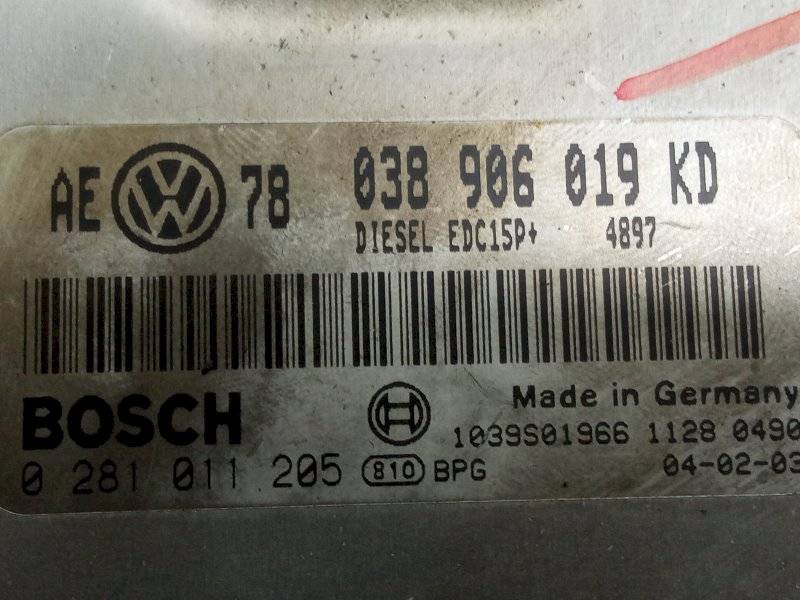 AE VW 78 038 906 019 KD
DIESEL EDC15P+ 4897
BOSCH Made in Germany
1039S01966 1128 0490
0 281 011 205 810 BPG 04-02-03